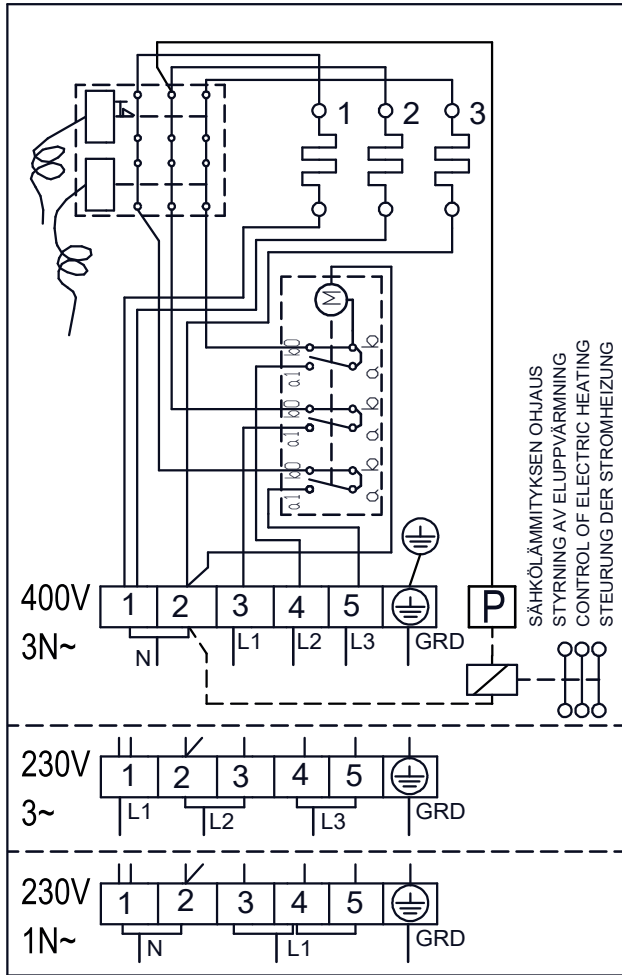 1 2 3
M
a1 b0 a b
a1 b0 a b
a1 b0 a b
SÄHKÖLÄMMITYKSEN OHJAUS
STYRNING AV ELUPPVÄRMNING
CONTROL OF ELECTRIC HEATING
STEUERUNG DER STROMHEIZUNG
400V
3N~
1 2 3 4 5
P
N L1 L2 L3 GRD
230V
3~
1 2 3 4 5
L1 L2 L3 GRD
230V
1N~
1 2 3 4 5
N L1 GRD